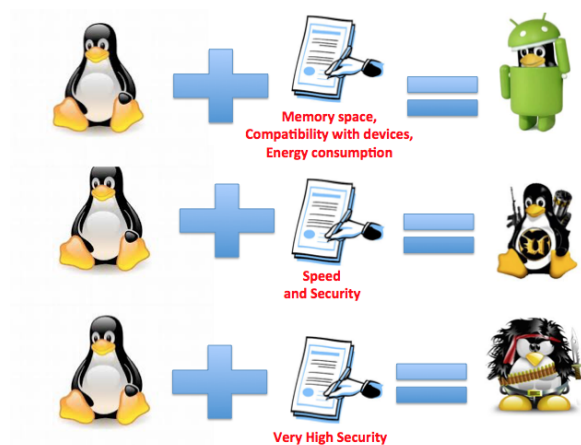 Memory space,
Compatibility with devices,
Energy consumption
Speed
and Security
Very High Security